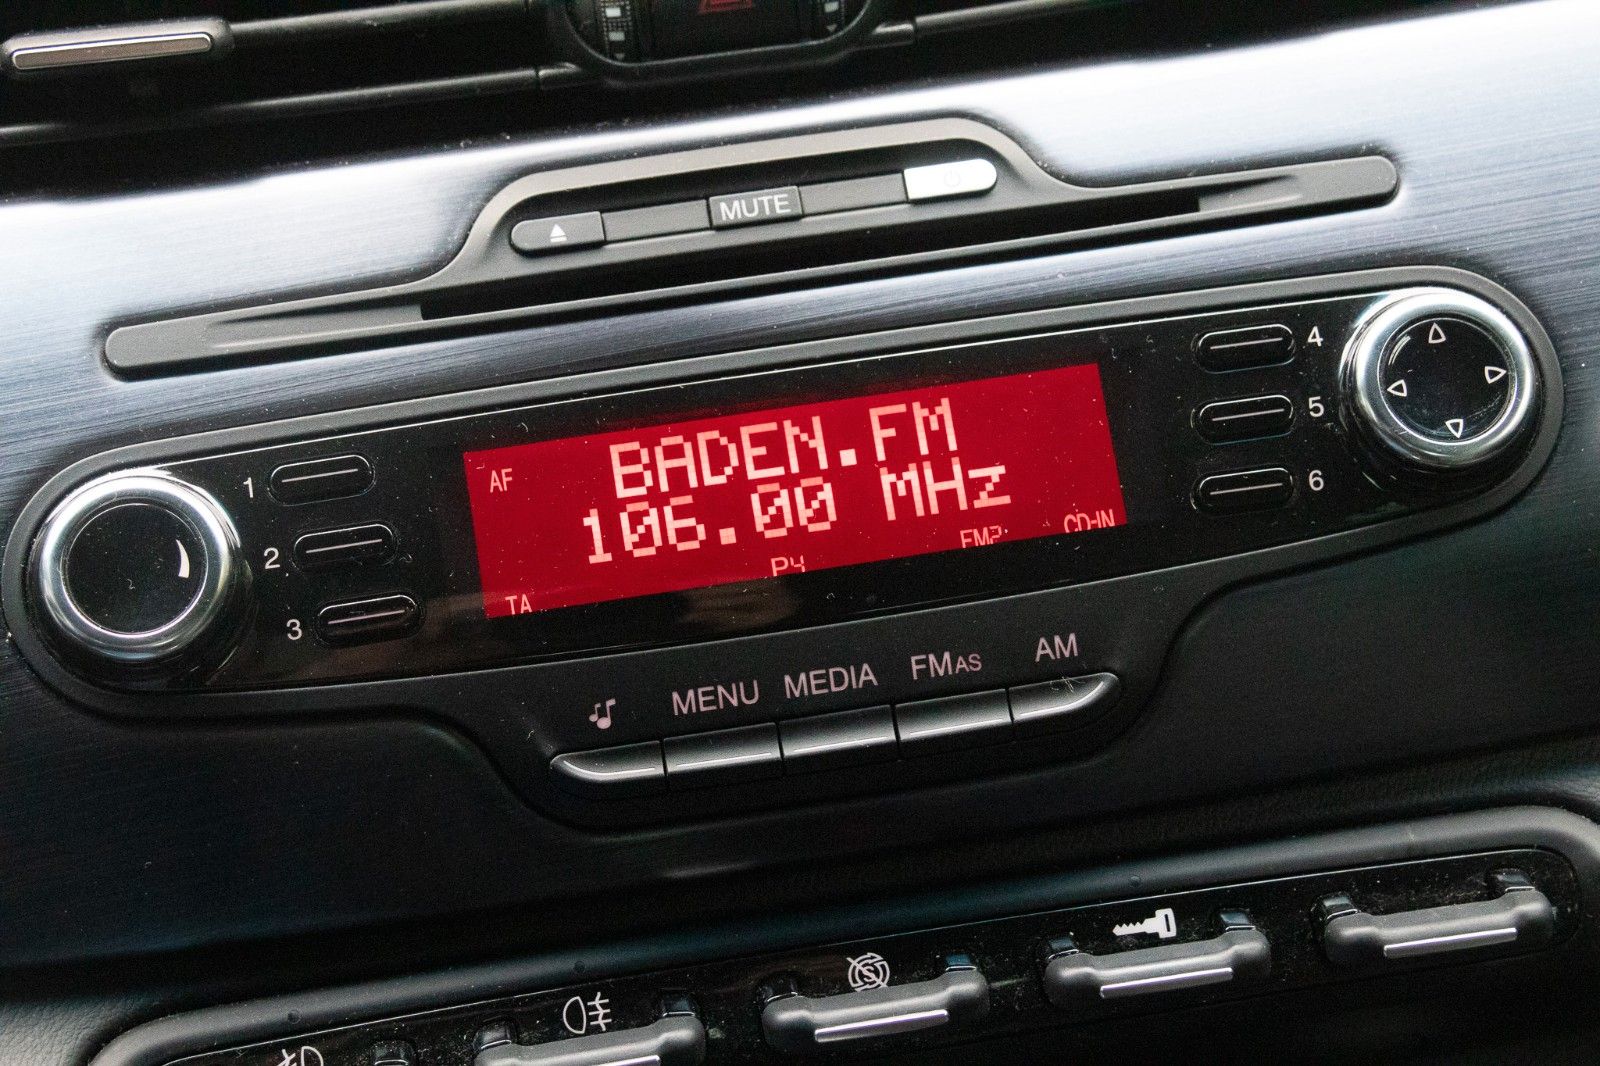 MUTE
1
2
3
AF
BADEN.FM
106.00 MHz
P4
FM2
CD-IN
TA
4
5
6
MENU
MEDIA
FMAS
AM
S